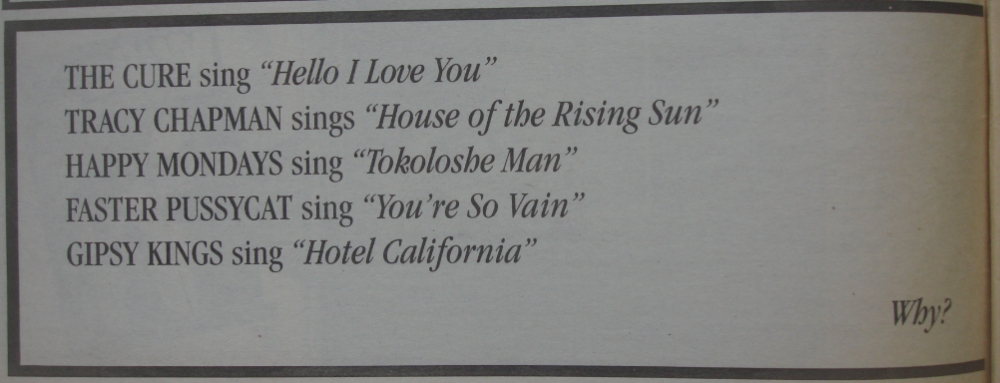 THE CURE sing “Hello I Love You”
TRACY CHAPMAN sings “House of the Rising Sun”
HAPPY MONDAYS sing “Tokoloshe Man”
FASTER PUSSYCAT sing “You’re So Vain”
GIPSY KINGS sing “Hotel California”
Why?